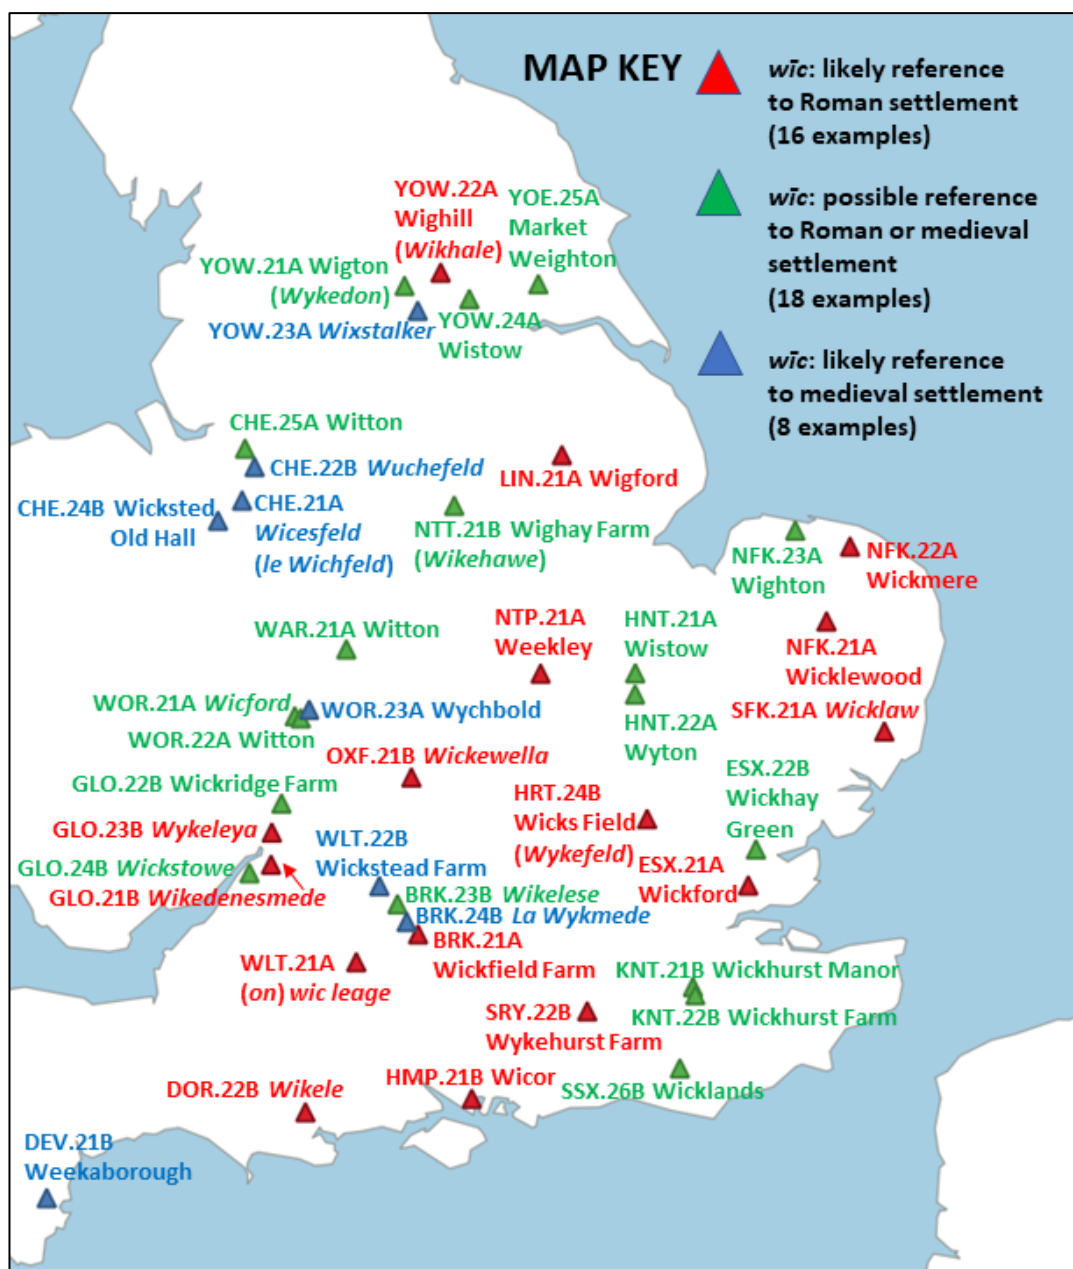 MAP KEY
wīc: likely reference
to Roman settlement
(16 examples)
wīc: possible reference
to Roman or medieval
settlement
(18 examples)
wīc: likely reference
to medieval settlement
(8 examples)
YOW.22A
Wighill
(Wikhale)
YOE.25A
Market
Weighton
YOW.21A Wigton
(Wykedon)
YOW.23A Wixstalker
YOW.24A
Wistow
CHE.25A Witton
CHE.22B Wuchefeld
CHE.24B Wicksted
Old Hall
CHE.21A
Wicesfeld
(le Wichfeld)
LIN.21A Wigford
NTT.21B Wighay Farm
(Wikehawe)
NFK.23A
Wighton
NFK.22A
Wickmere
WAR.21A Witton
NTP.21A
Weekley
HNT.21A
Wistow
NFK.21A
Wicklewood
WOR.21A Wicford
WOR.23A Wychbold
WOR.22A Witton
HNT.22A
Wyton
SFK.21A Wicklaw
OXF.21B Wickewella
GLO.22B Wickridge Farm
HRT.24B
Wicks Field
(Wykefeld)
ESX.22B
Wickhay
Green
GLO.23B Wykeleya
WLT.22B
Wickstead Farm
GLO.24B Wickstowe
GLO.21B Wikedenesmede
BRK.23B Wikelese
BRK.24B La Wykmede
ESX.21A
Wickford
BRK.21A
Wickfield Farm
WLT.21A
(on) wic leage
KNT.21B Wickhurst Manor
KNT.22B Wickhurst Farm
SRY.22B
Wykehurst Farm
DOR.22B Wikele
HMP.21B Wicor
SSX.26B Wicklands
DEV.21B
Weekaborough